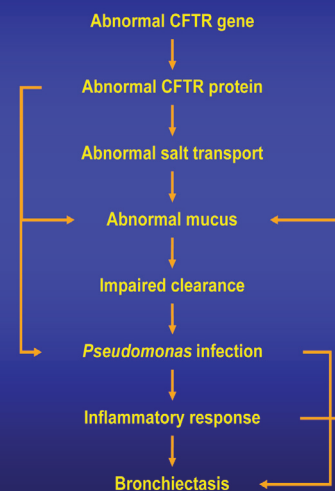 Abnormal CFTR gene
Abnormal CFTR protein
Abnormal salt transport
Abnormal mucus
Impaired clearance
Pseudomonas infection
Inflammatory response
Bronchiectasis